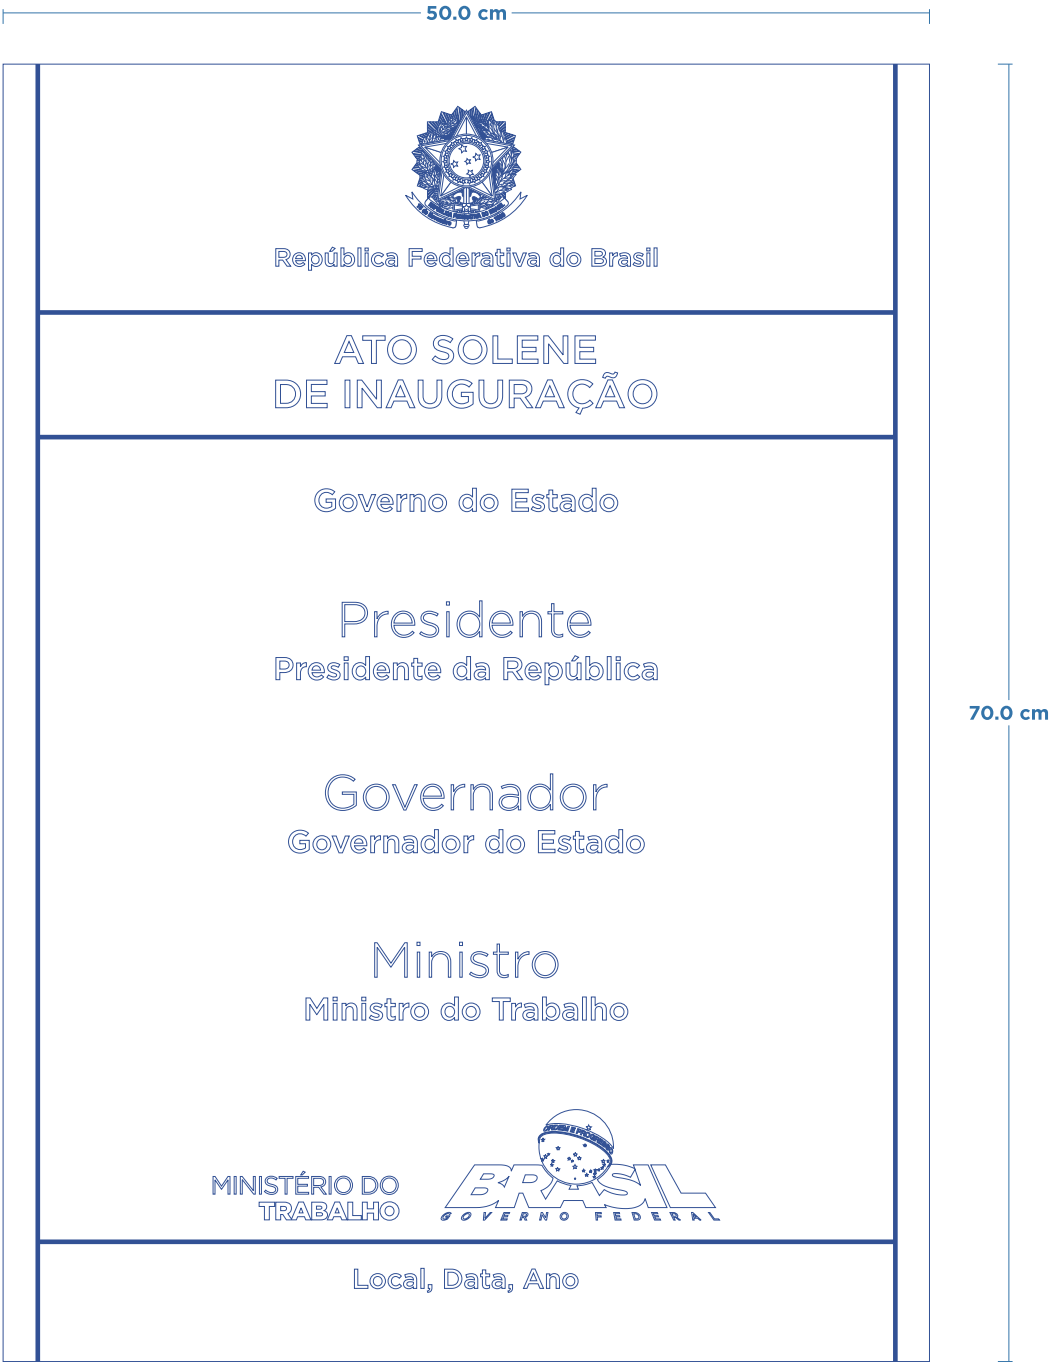 50.0 cm
República Federativa do Brasil
ATO SOLENE
DE INAUGURAÇÃO
Governo do Estado
Presidente
Presidente da República
70.0 cm
Governador
Governador do Estado
Ministro
Ministro do Trabalho
ORDEM E PROGRESSO
MINISTÉRIO DO
TRABALHO
BRASIL
GOVERNO FEDERAL
Local, Data, Ano